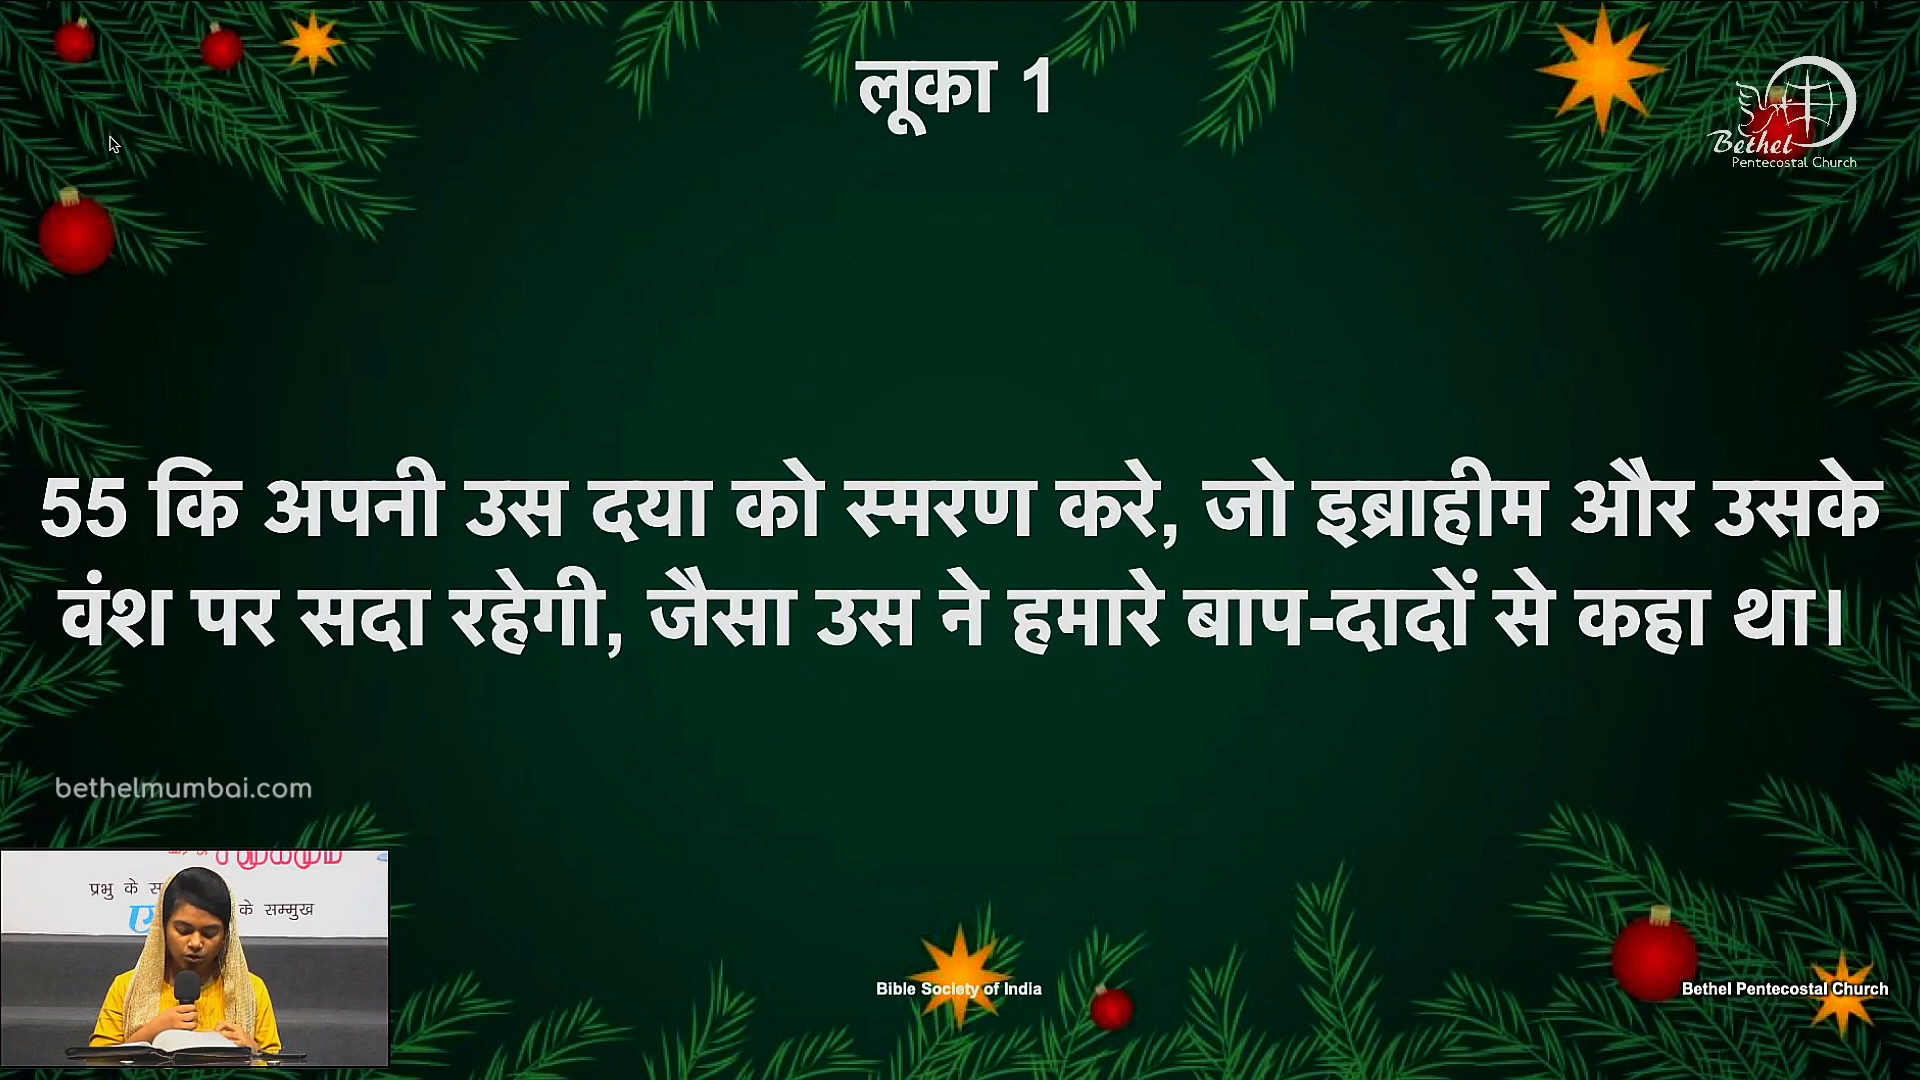 लूका 1
Bethel
Pentecostal Church
55 कि अपनी उस दया को स्मरण करे, जो इब्राहीम और उसके
वंश पर सदा रहेगी, जैसा उस ने हमारे बाप-दादों से कहा था।
bethelmumbai.com
प्रभु के
के सम्मुख
Bible Society of India
Bethel Pentecostal Church